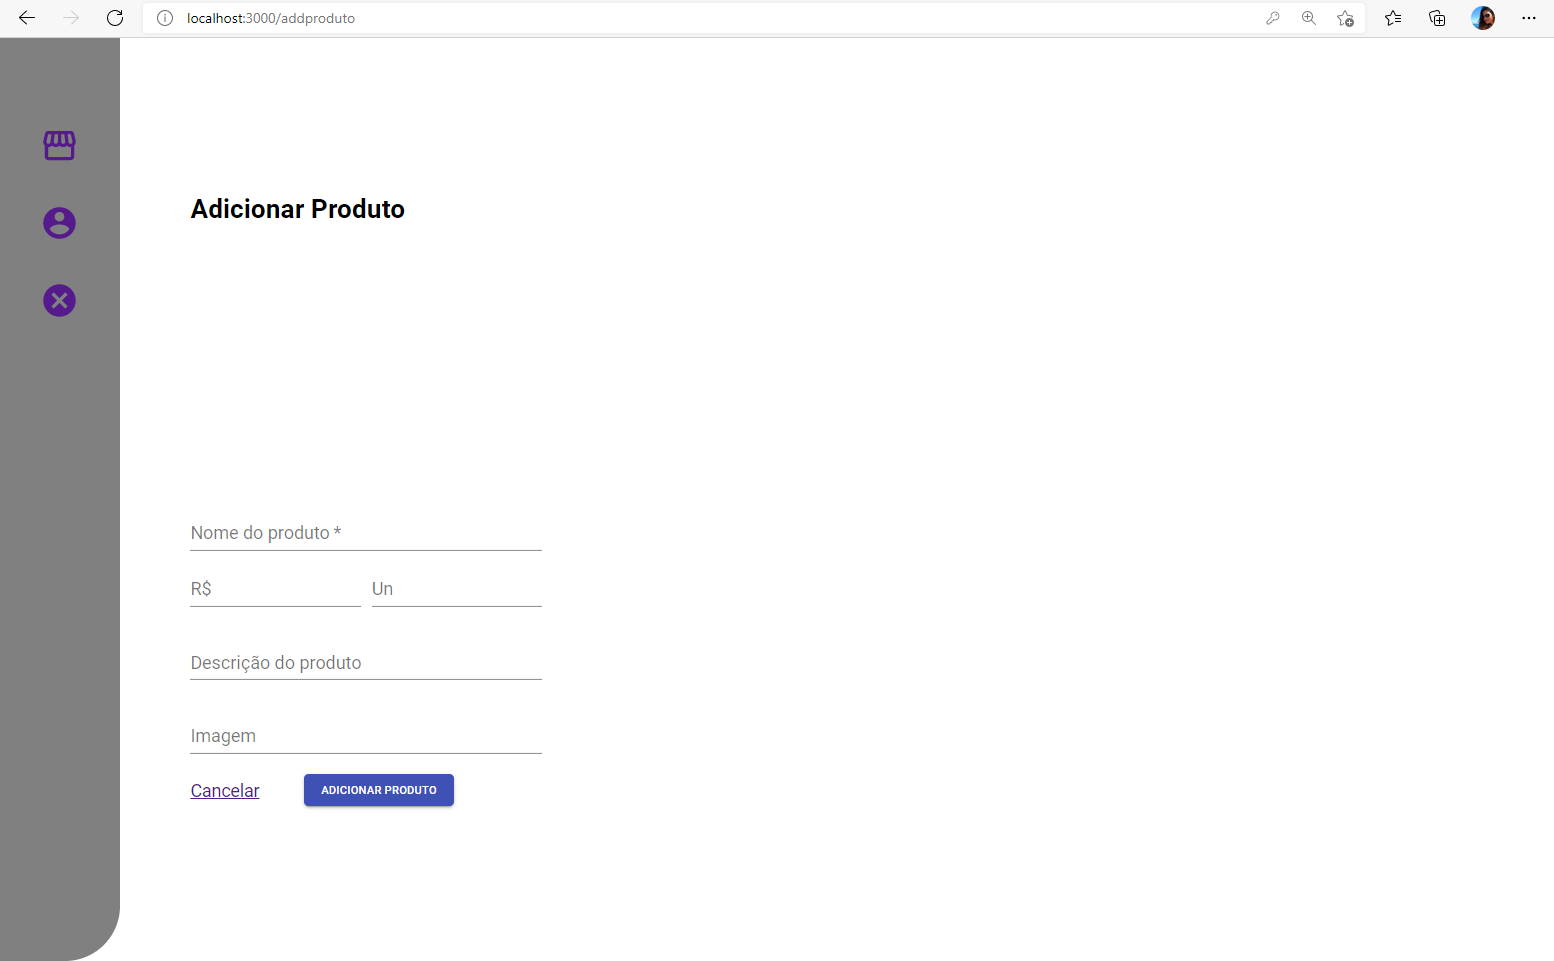 localhost:3000/addproduto
Adicionar Produto
Nome do produto *
R$ Un
Descrição do produto
Imagem
Cancelar ADICIONAR PRODUTO